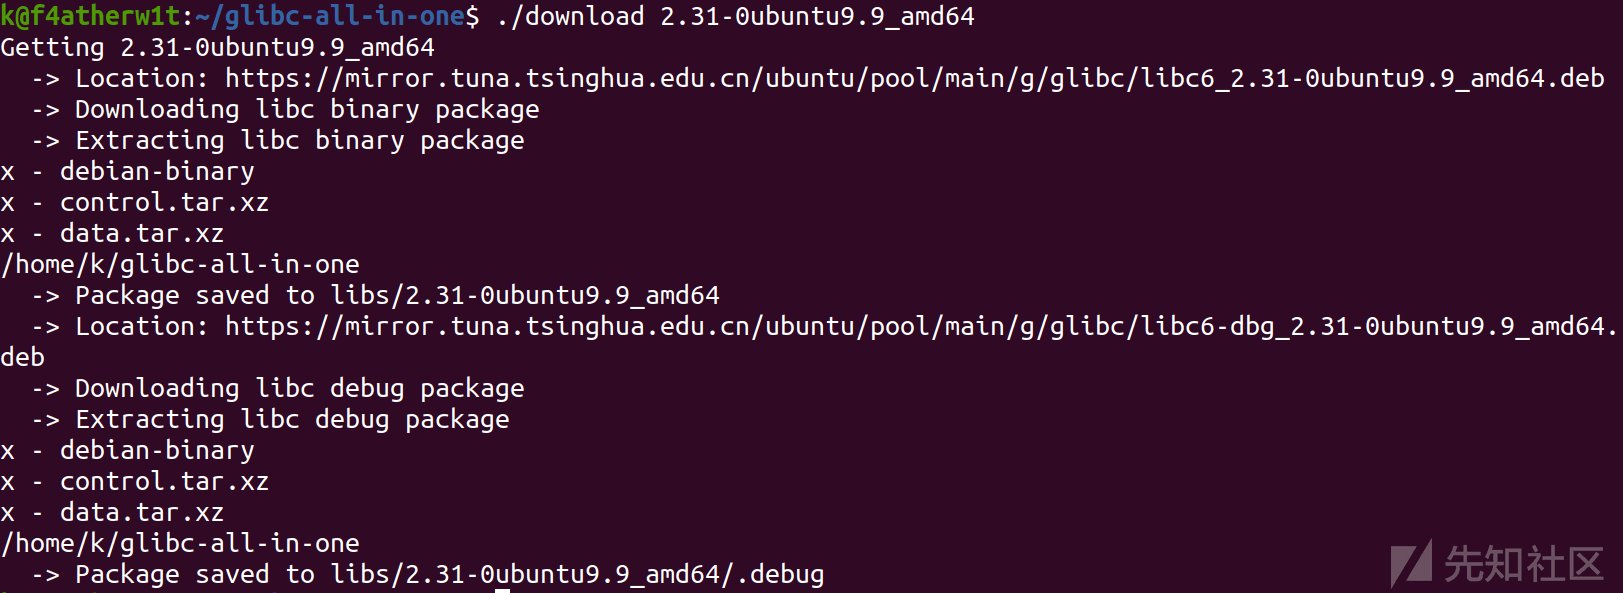 k@f4atherw1t:~/glibc-all-in-one$ ./download 2.31-0ubuntu9.9_amd64
Getting 2.31-0ubuntu9.9_amd64
  -> Location: https://mirror.tuna.tsinghua.edu.cn/ubuntu/pool/main/g/glibc/libc6_2.31-0ubuntu9.9_amd64.deb
  -> Downloading libc binary package
  -> Extracting libc binary package
x - debian-binary
x - control.tar.xz
x - data.tar.xz
/home/k/glibc-all-in-one
  -> Package saved to libs/2.31-0ubuntu9.9_amd64
  -> Location: https://mirror.tuna.tsinghua.edu.cn/ubuntu/pool/main/g/glibc/libc6-dbg_2.31-0ubuntu9.9_amd64.
deb
  -> Downloading libc debug package
  -> Extracting libc debug package
x - debian-binary
x - control.tar.xz
x - data.tar.xz
/home/k/glibc-all-in-one
  -> Package saved to libs/2.31-0ubuntu9.9_amd64/.debug
先知社区